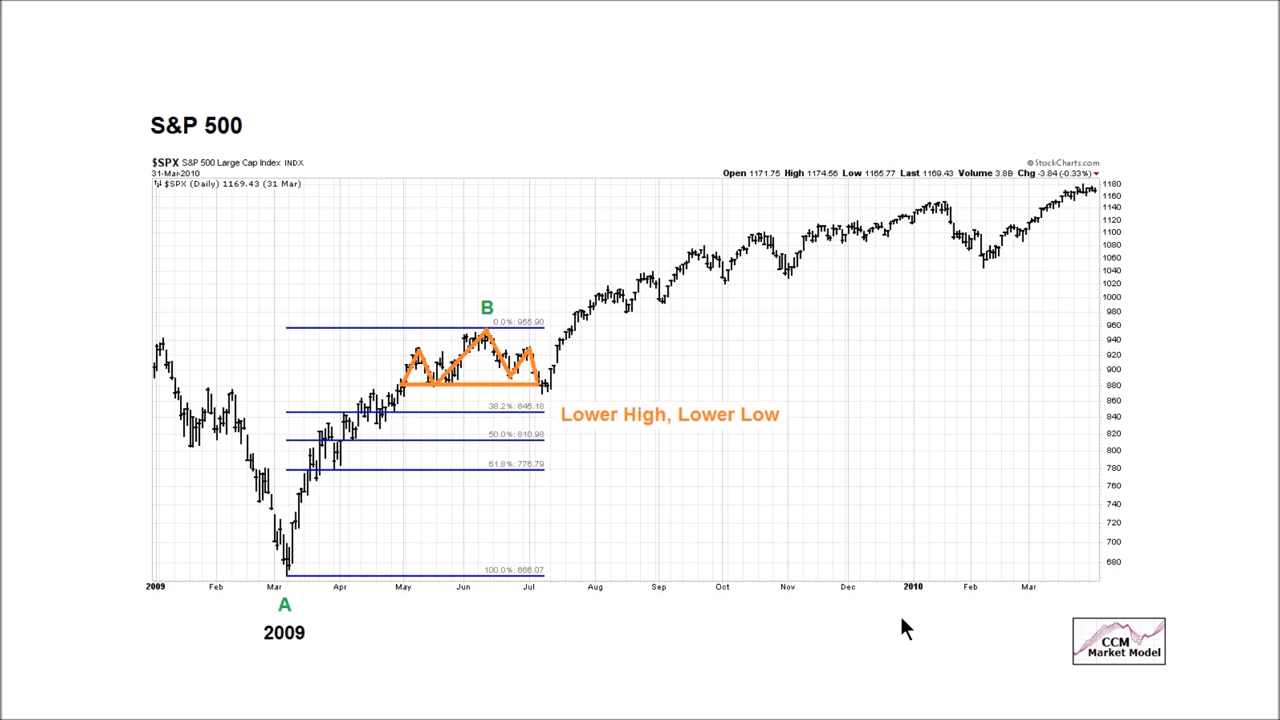 S&P 500
$SPX S&P 500 Large Cap Index INDX
© StockCharts.com
31-Mar-2010
Open 1171.75 High 1174.56 Low 1165.77 Last 1169.43 Volume 3.8B Chg -3.84 (-0.33%)
$SPX (Daily) 1169.43 (31 Mar)
1180
1160
1140
1120
1100
1080
1060
1040
1020
1000
980
960
940
920
900
880
860
840
820
800
780
760
740
720
700
680
B
0.0%: 955.90
38.2%: 845.18
Lower High, Lower Low
50.0%: 810.98
61.8%: 776.79
100.0%: 666.07
2009 Feb Mar Apr May Jun Jul Aug Sep Oct Nov Dec 2010 Feb Mar
A
2009
CCM
Market Model